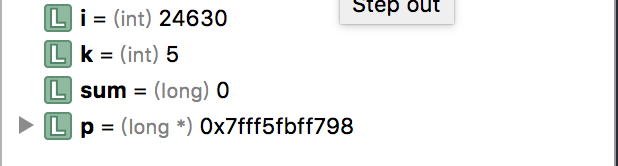 Step out
L i = (int) 24630
L k = (int) 5
L sum = (long) 0
L p = (long *) 0x7fff5fbff798